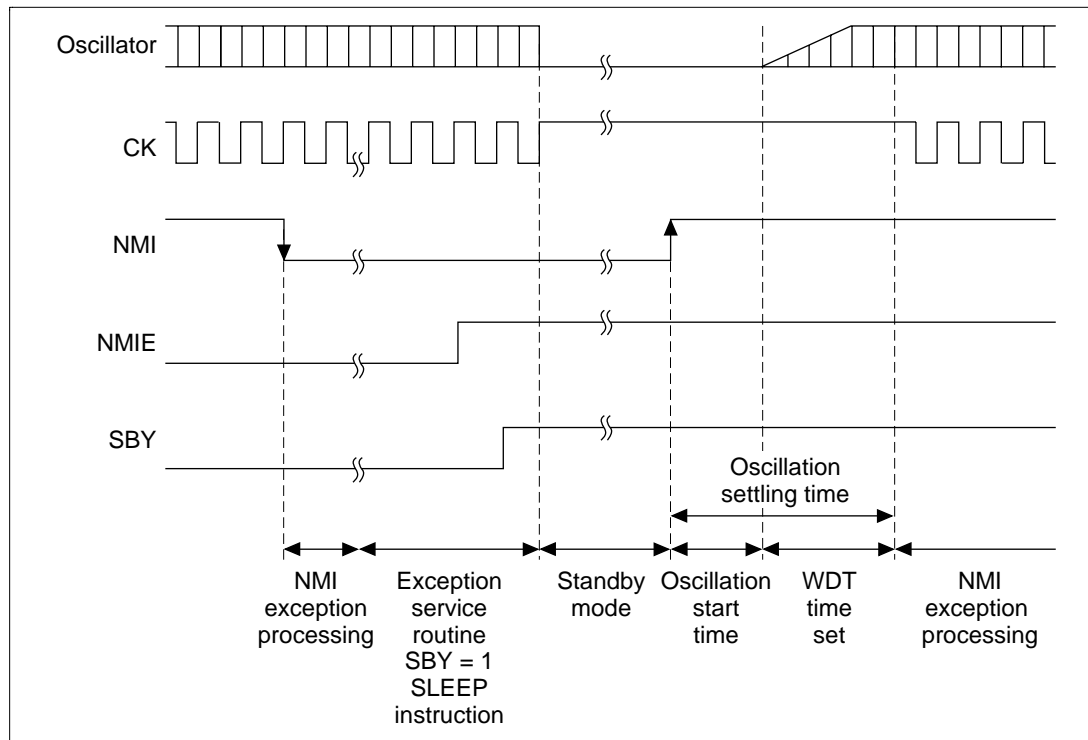 Oscillator
CK
NMI
NMIE
SBY
Oscillation
settling time
NMI
exception
processing
Exception
service
routine
SBY = 1
SLEEP
instruction
Standby
mode
Oscillation
start
time
WDT
time
set
NMI
exception
processing